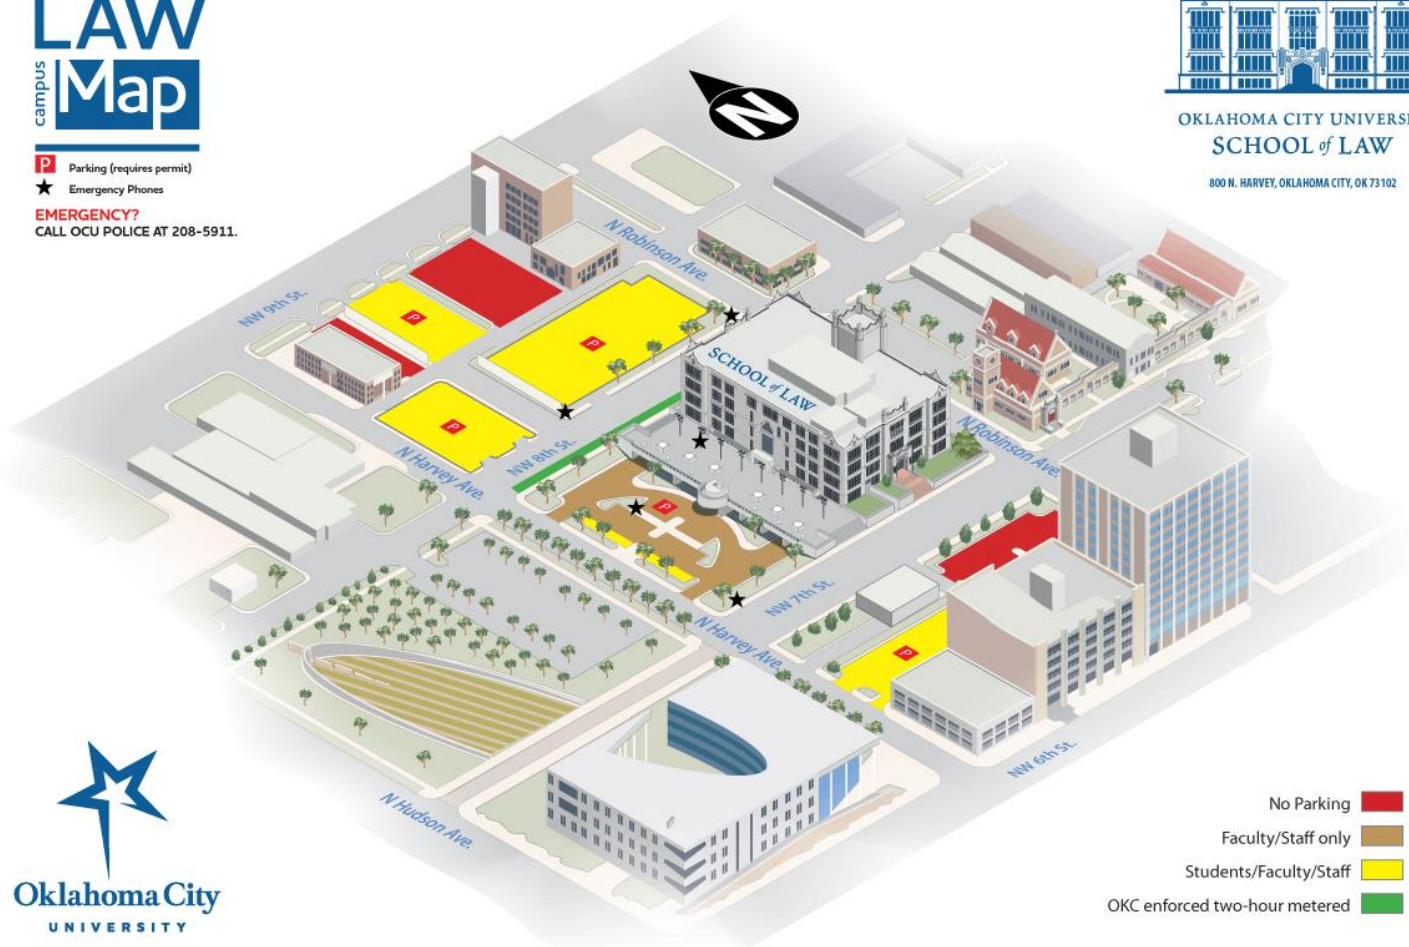 LAW
campus
Map
P Parking (requires permit)
Emergency Phones
EMERGENCY?
CALL OCU POLICE AT 208-5911.
N
OKLAHOMA CITY UNIVERSI
SCHOOL of LAW
800 N. HARVEY, OKLAHOMA CITY, OK 73102
N Robinson Ave.
NW 9th St.
P
P
SCHOOL of LAW
P
N Harvey Ave.
NW 8th St.
N Robinson Ave.
P
NW 7th St.
N Harvey Ave.
P
NW 6th St.
N Hudson Ave.
Oklahoma City
UNIVERSITY
No Parking
Faculty/Staff only
Students/Faculty/Staff
OKC enforced two-hour metered